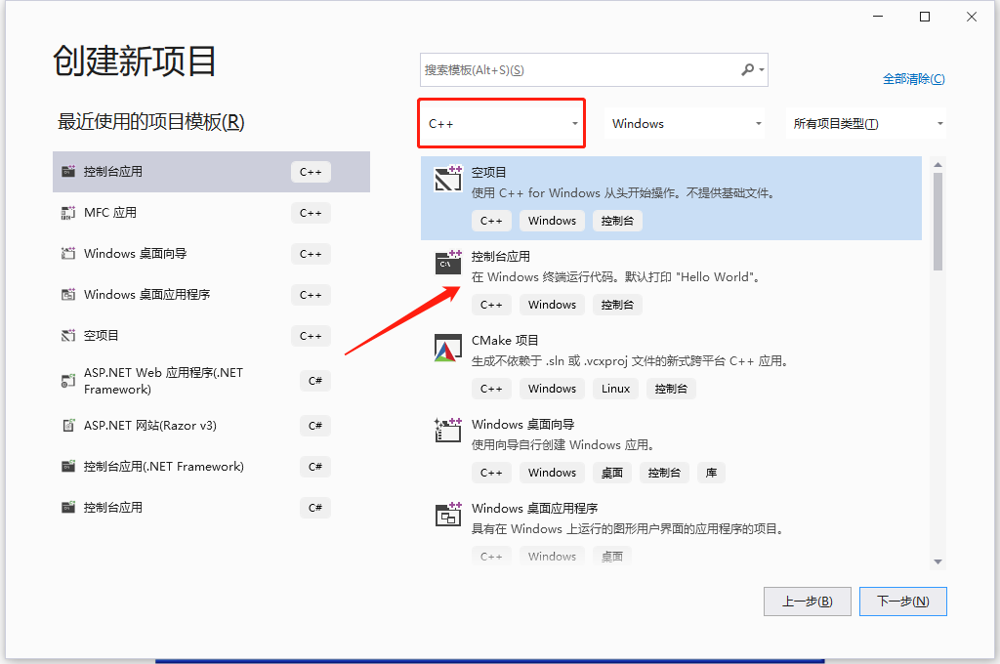 创建新项目
搜索模板(Alt+S)(S)
全部清除(C)
最近使用的项目模板(R)
C++
Windows
所有项目类型(T)
控制台应用
C++
MFC 应用
C++
Windows 桌面向导
C++
Windows 桌面应用程序
C++
空项目
C++
ASP.NET Web 应用程序(.NET
Framework)
C#
ASP.NET 网站(Razor v3)
C#
控制台应用(.NET Framework)
C#
控制台应用
C#
空项目
使用 C++ for Windows 从头开始操作。不提供基础文件。
C++ Windows 控制台
控制台应用
在 Windows 终端运行代码。默认打印 "Hello World"。
C++ Windows 控制台
CMake 项目
生成不依赖于 .sln 或 .vcxproj 文件的新式跨平台 C++ 应用。
C++ Windows Linux 控制台
Windows 桌面向导
使用向导自行创建 Windows 应用。
C++ Windows 桌面 控制台 库
Windows 桌面应用程序
具有在 Windows 上运行的图形用户界面的应用程序的项目。
C++ Windows 桌面
上一步(B)
下一步(N)